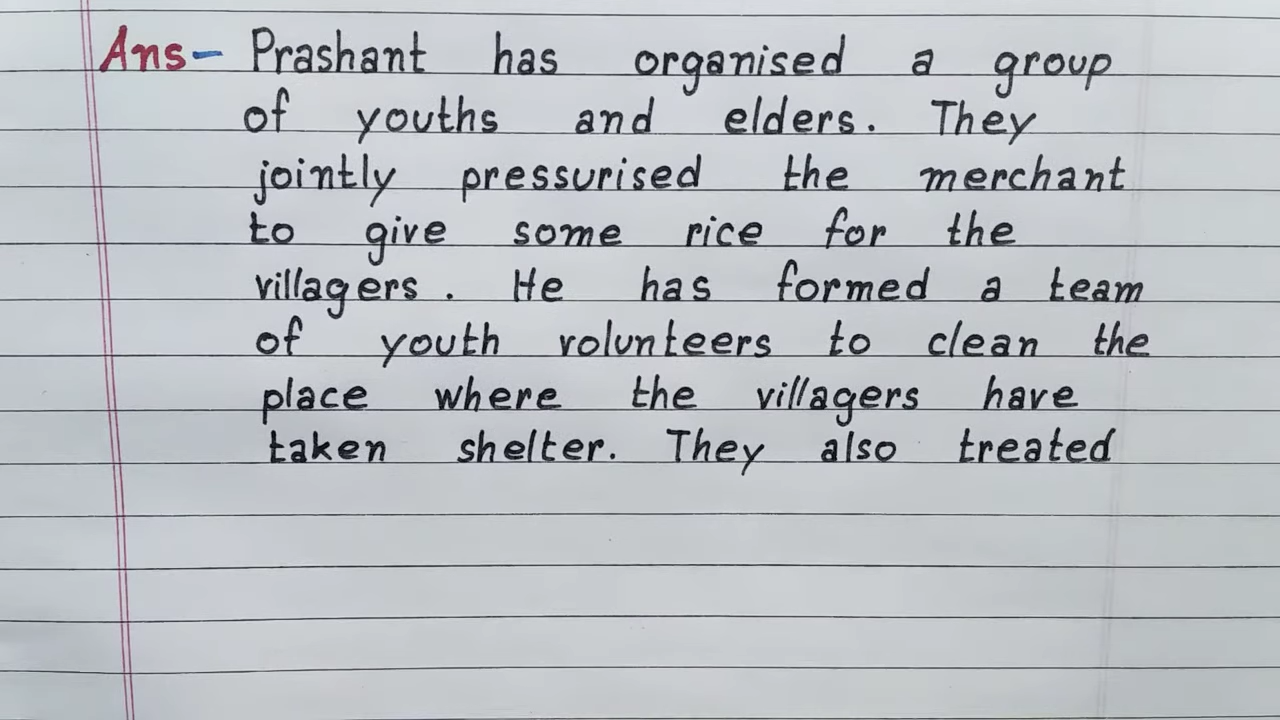 Ans- Prashant has organised a group
of youths and elders. They
jointly pressurised the merchant
to give some rice for the
villagers. He has formed a team
of youth volunteers to clean the
place where the villagers have
taken shelter. They also treated